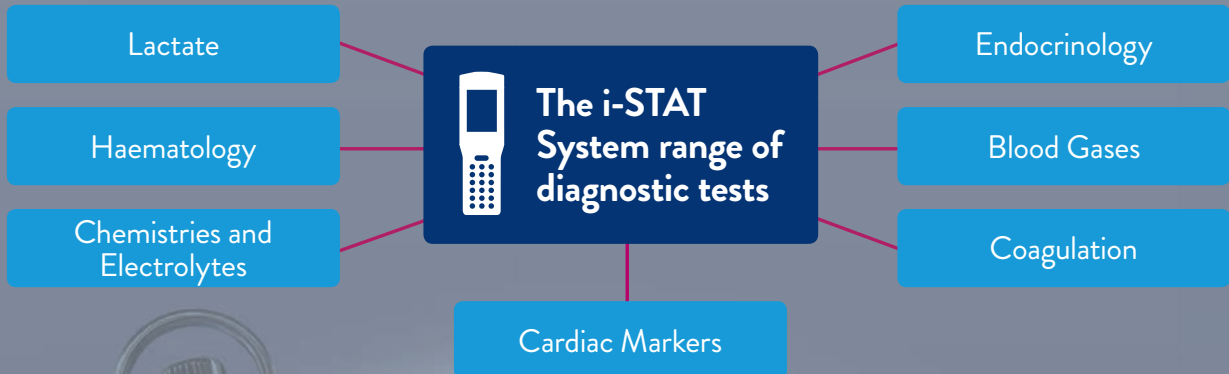 Lactate
Haematology
Chemistries and
Electrolytes
The i-STAT
System range of
diagnostic tests
Endocrinology
Blood Gases
Coagulation
Cardiac Markers